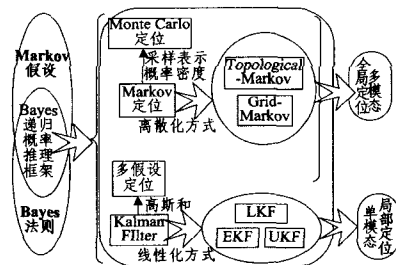 Markov
假设
Bayes
递归
概率
推理
框架
Bayes
法则
Monte Carlo
定位
采样表示
概率密度
Markov
定位
离散化方式
Topological
-Markov
Grid-
Markov
全局定位
多模态
多假设
定位
高斯和
Kalman
FIlter
线性化方式
LKF
EKF
UKF
局部定位
单模态